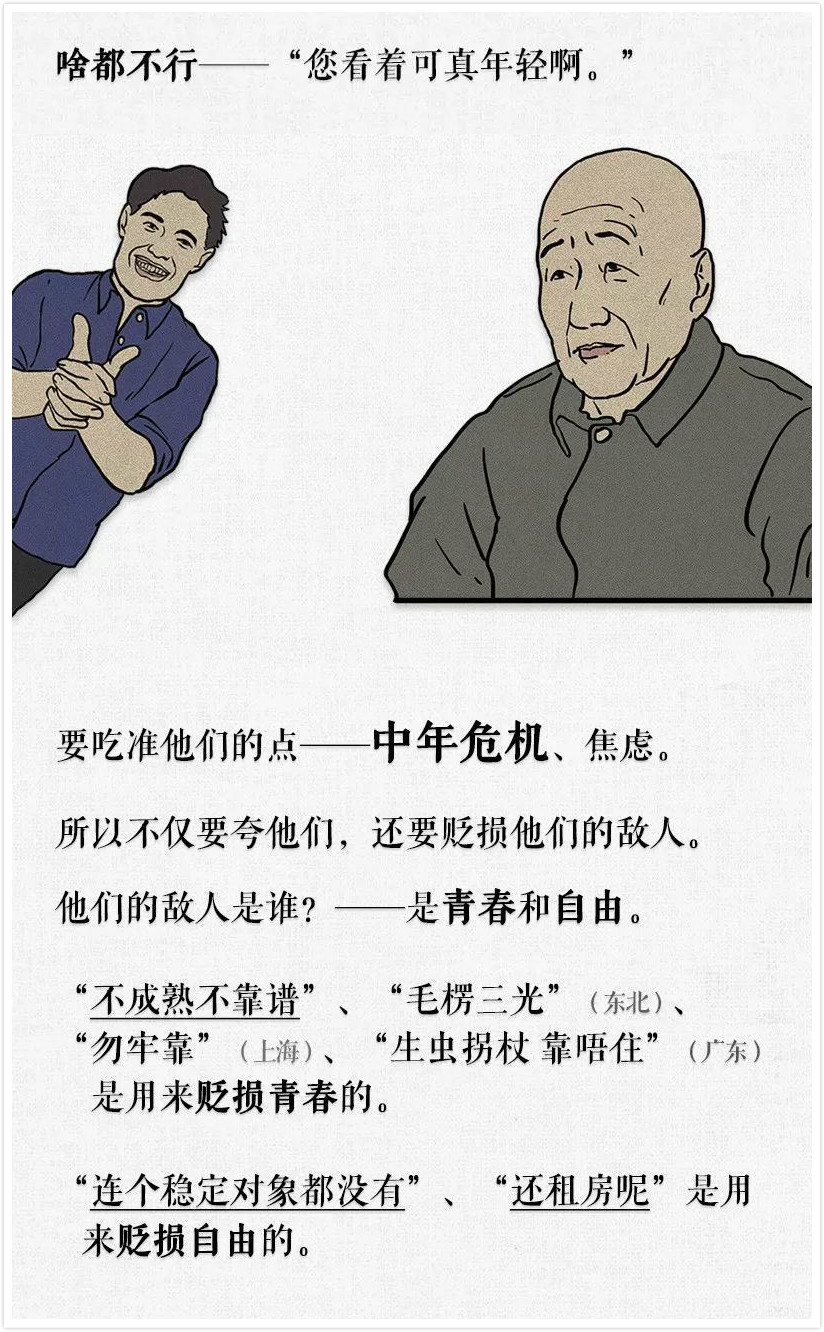 啥都不行——“您看着可真年轻啊。”
要吃准他们的点——中年危机、焦虑。
所以不仅要夸他们，还要贬损他们的敌人。
他们的敌人是谁？——是青春和自由。
“不成熟不靠谱”、“毛楞三光”（东北）、
“勿牢靠”（上海）、“生虫拐杖 靠唔住”（广东）
是用来贬损青春的。
“连个稳定对象都没有”、“还租房呢”是用
来贬损自由的。